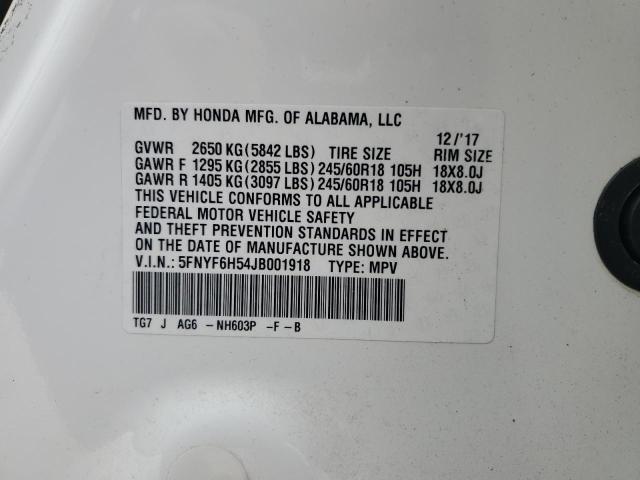 MFD. BY HONDA MFG. OF ALABAMA, LLC
12/'17
GVWR 2650 KG(5842 LBS) TIRE SIZE RIM SIZE
GAWR F 1295 KG(2855 LBS)245/60R18 105H 18X8.0J
GAWR R 1405 KG(3097 LBS)245/60R18 105H 18X8.0J
THIS VEHICLE CONFORMS TO ALL APPLICABLE
FEDERAL MOTOR VEHICLE SAFETY
AND THEFT PREVENTION STANDARDS IN EFFECT
ON THE DATE OF MANUFACTURE SHOWN ABOVE.
V.I.N.: 5FNYF6H54JB001918 TYPE: MPV
TG7 J AG6 -NH603P -F-B